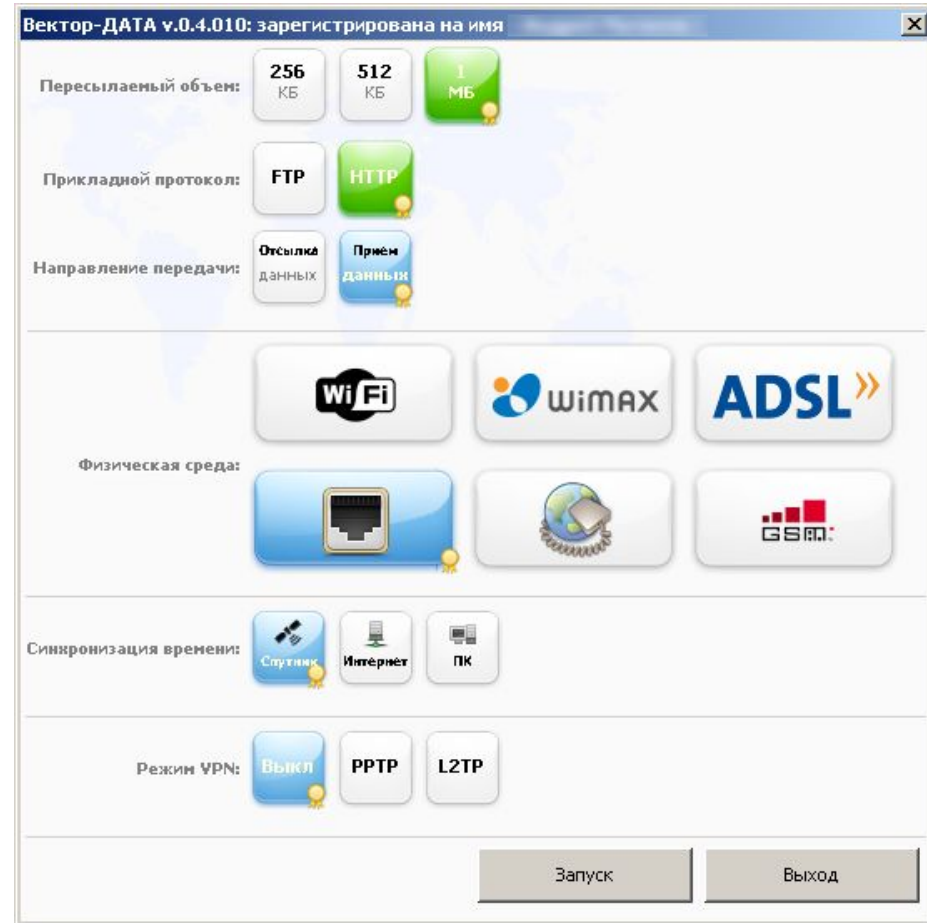 Вектор-ДАТА v.0.4.010: зарегистрирована на имя
Пересылаемый объем:
256 КБ
512 КБ
1 МБ
Прикладной протокол:
FTP
HTTP
Направление передачи:
Отсылка данных
Прием данных
WiFi
wimax
ADSL
Физическая среда:
GSM
Синхронизация времени:
Спутник
Интернет
ПК
Режим VPN:
Выкл
PPTP
L2TP
Запуск
Выход